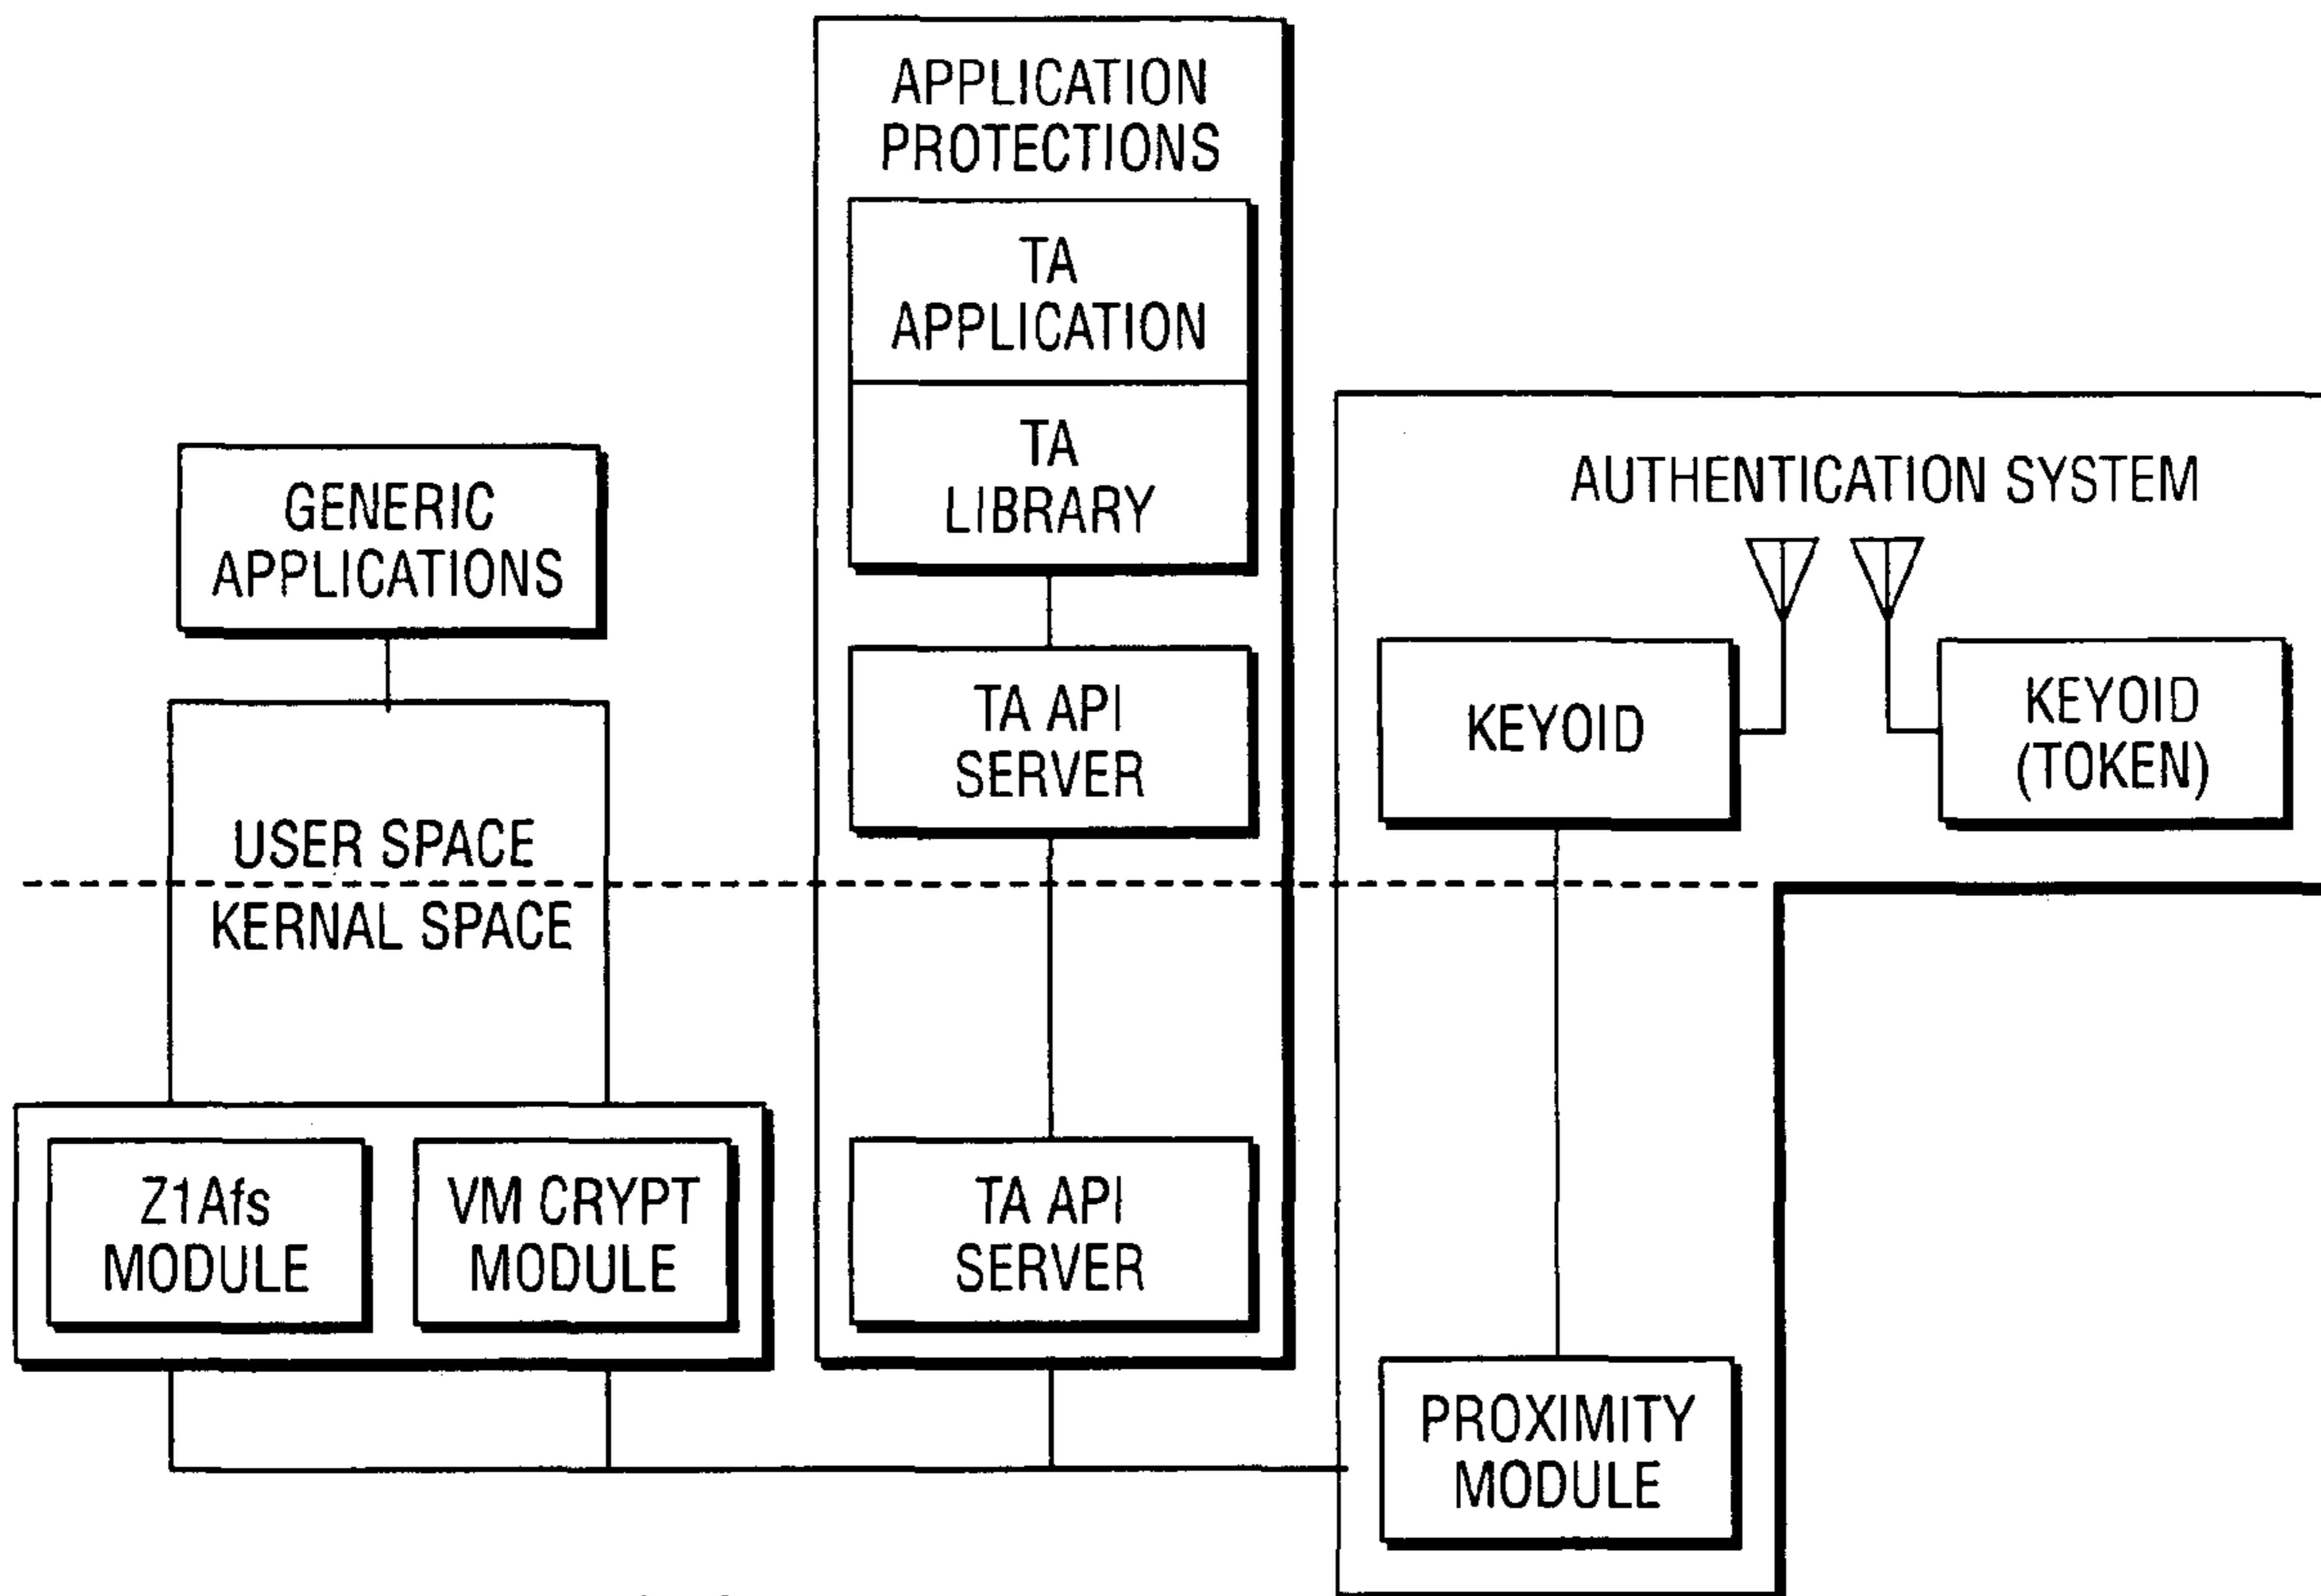 APPLICATION
PROTECTIONS
TA
APPLICATION
TA
LIBRARY
TA API
SERVER
TA API
SERVER
GENERIC
APPLICATIONS
USER SPACE
KERNAL SPACE
Z1Afs
MODULE
VM CRYPT
MODULE
AUTHENTICATION SYSTEM
KEYOID
KEYOID
(TOKEN)
PROXIMITY
MODULE